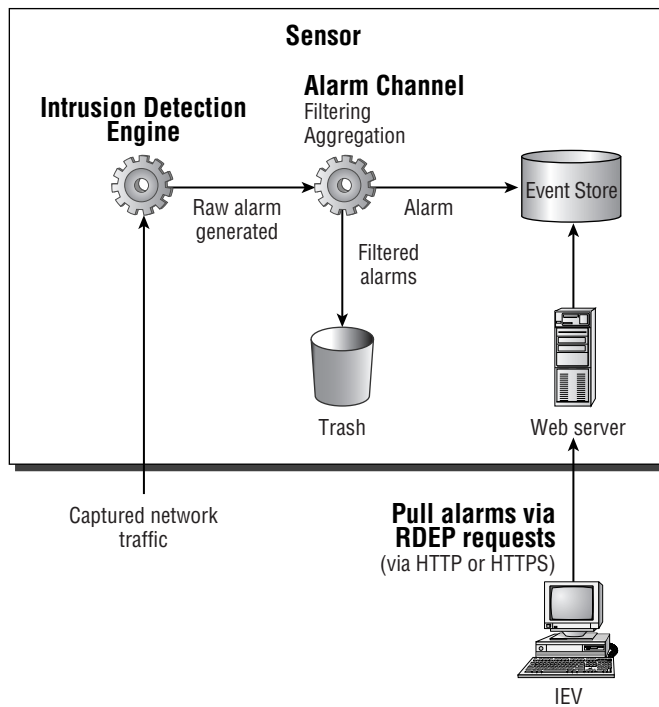 Sensor
Intrusion Detection
Engine
Alarm Channel
Filtering
Aggregation
Raw alarm
generated
Alarm
Event Store
Filtered
alarms
Trash
Web server
Captured network
traffic
Pull alarms via
RDEP requests
(via HTTP or HTTPS)
IEV